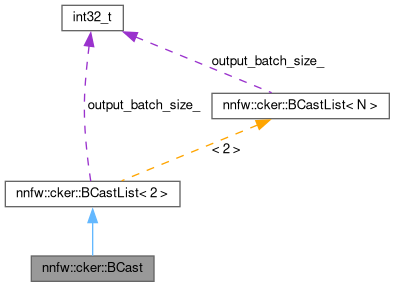 int32_t
output_batch_size_
nnfw::cker::BCastList< N >
output_batch_size_
< 2 >
nnfw::cker::BCastList< 2 >
nnfw::cker::BCast